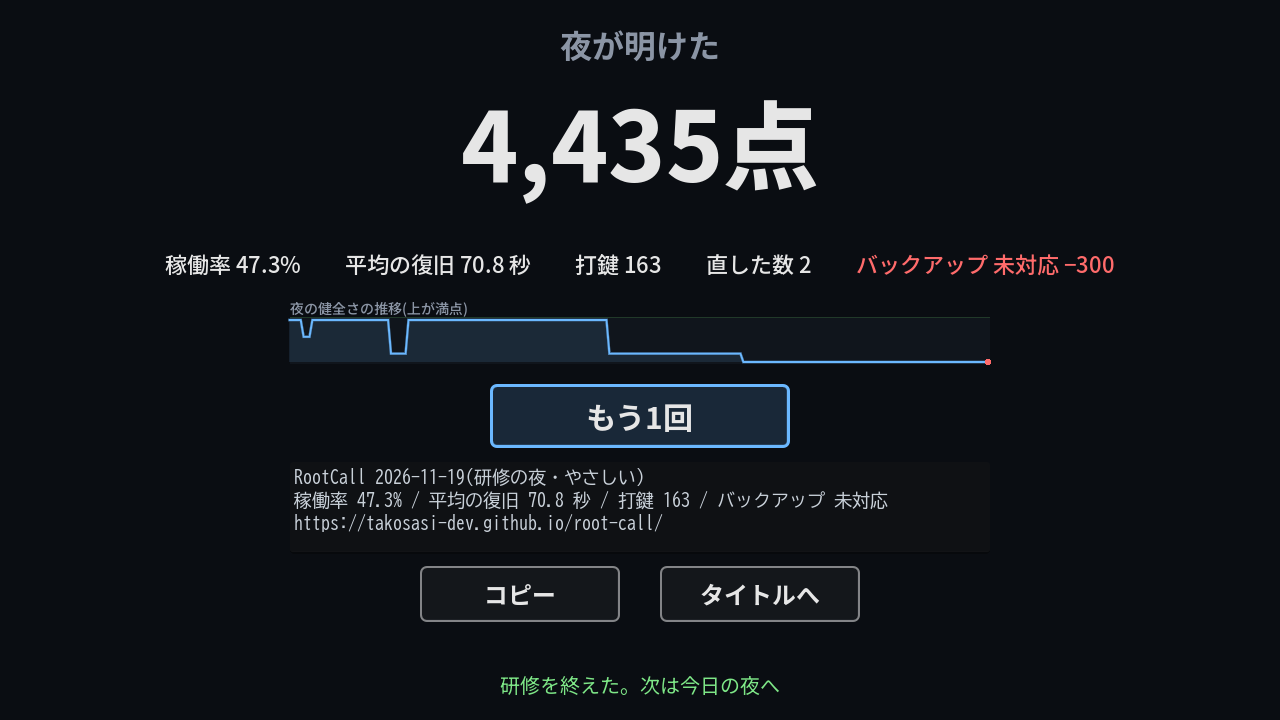 夜が明けた
4,435点
稼働率 47.3% 平均の復旧 70.8 秒 打鍵 163 直した数 2 バックアップ 未対応 −300
夜の健全さの推移(上が満点)
もう1回
RootCall 2026-11-19(研修の夜・やさしい)
稼働率 47.3% / 平均の復旧 70.8 秒 / 打鍵 163 / バックアップ 未対応
https://takosasi-dev.github.io/root-call/
コピー タイトルへ
研修を終えた。次は今日の夜へ